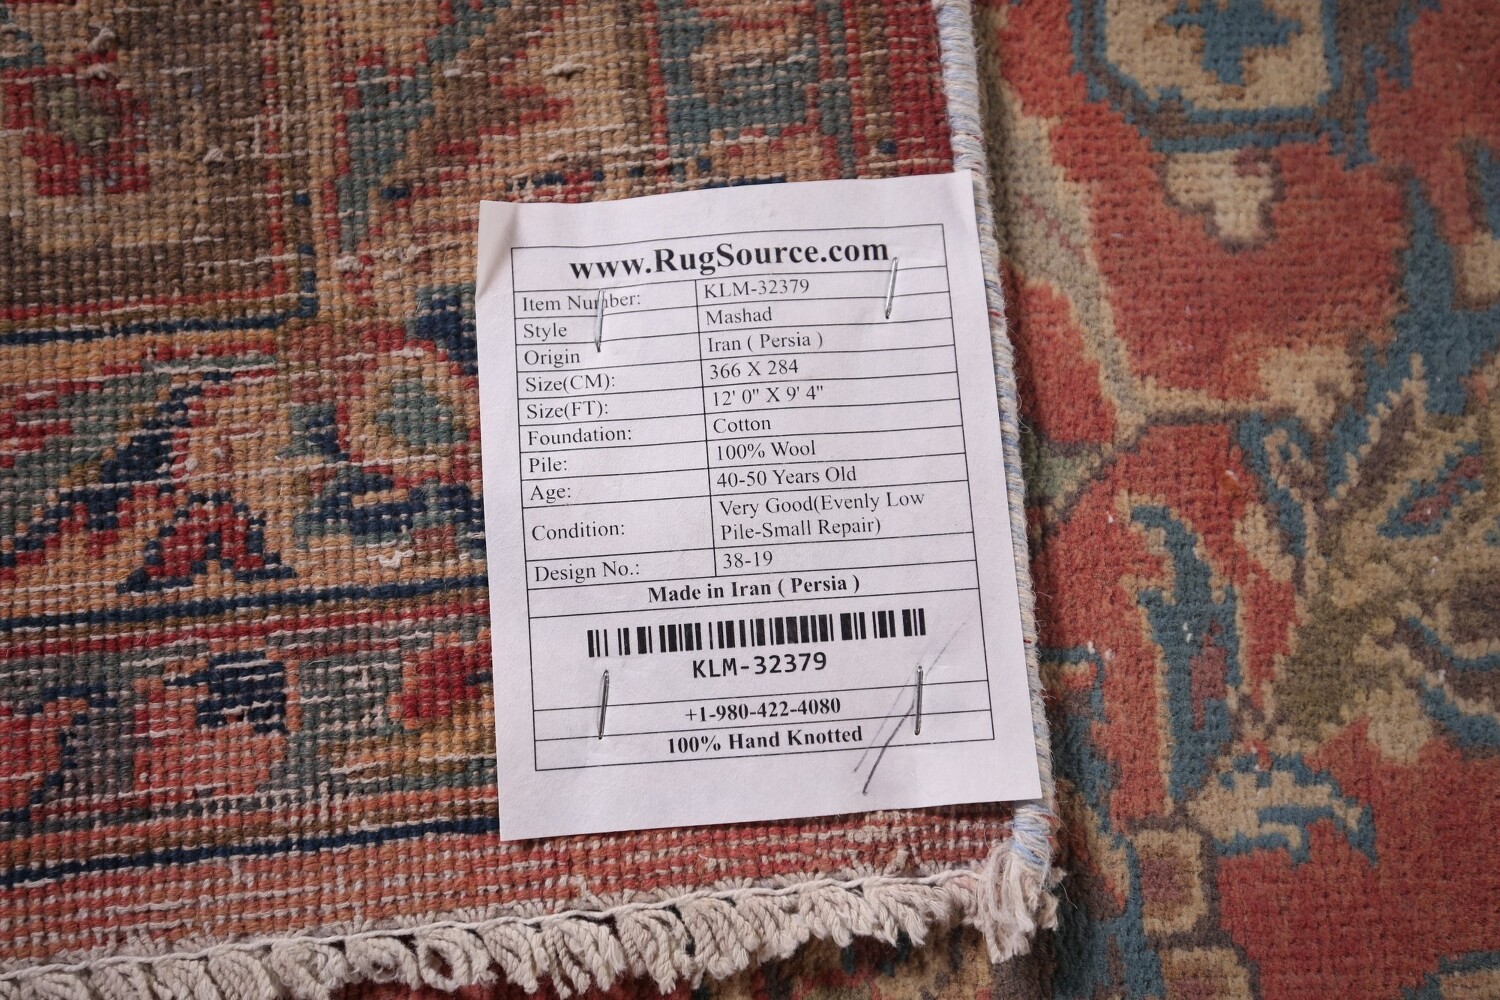 www.RugSource.com
Item Number: KLM-32379
Style Mashad
Origin Iran ( Persia )
Size(CM): 366 X 284
Size(FT): 12' 0" X 9' 4"
Foundation: Cotton
Pile: 100% Wool
Age: 40-50 Years Old
Condition: Very Good(Evenly Low
Pile-Small Repair)
Design No.: 38-19
Made in Iran ( Persia )
KLM-32379
+1-980-422-4080
100% Hand Knotted